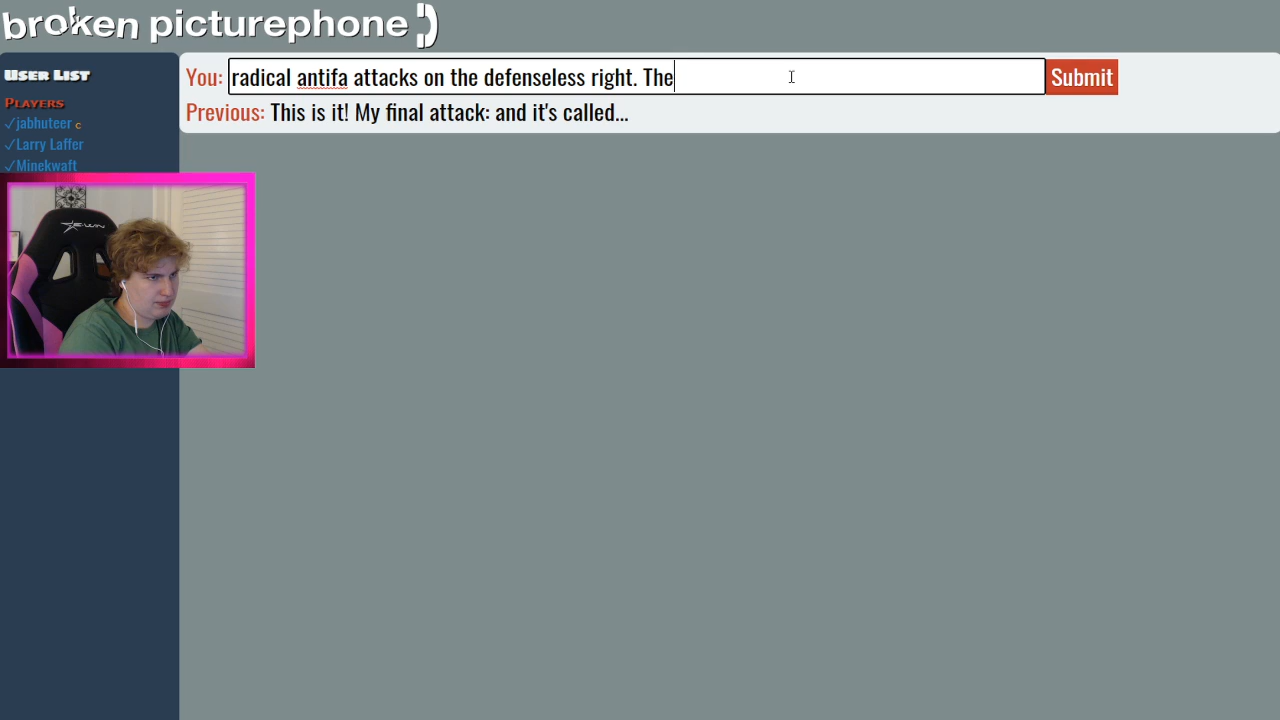 broken picturephone
USER LIST
You: radical antifa attacks on the defenseless right. The
Submit
Previous: This is it! My final attack: and it's called...
PLAYERS
✓jabhuteer c
✓Larry Laffer
✓Minekwaft